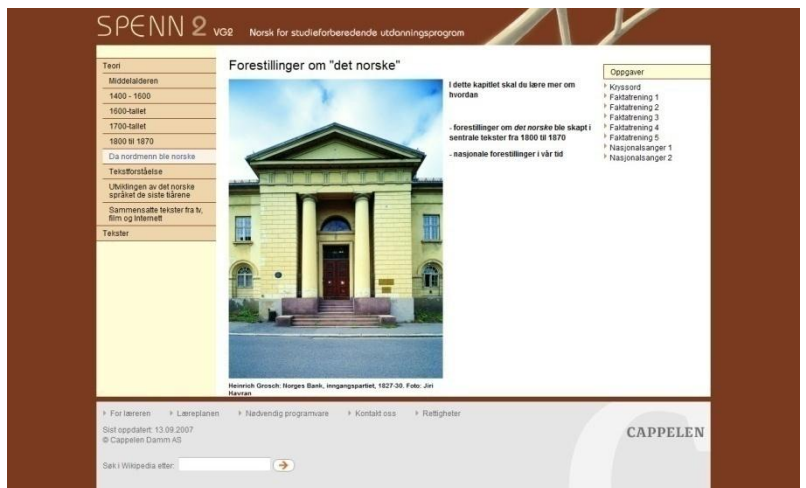 SPENN 2 VG2 Norsk for studieforberedende utdanningsprogram
Teori
Middelalderen
1400 - 1600
1600-tallet
1700-tallet
1800 til 1870
Da nordmenn ble norske
Tekstforståelse
Utviklingen av det norske
språket de siste tiårene
Sammensatte tekster fra tv,
film og Internett
Tekster
Forestillinger om "det norske"
Heinrich Grosch: Norges Bank, inngangspartiet, 1827-30. Foto: Jiri
Havran
I dette kapitlet skal du lære mer om
hvordan
- forestillinger om det norske ble skapt i
sentrale tekster fra 1800 til 1870
- nasjonale forestillinger i vår tid
Oppgaver
Kryssord
Faktatrening 1
Faktatrening 2
Faktatrening 3
Faktatrening 4
Faktatrening 5
Nasjonalsanger 1
Nasjonalsanger 2
For læreren Læreplanen Nødvendig programvare Kontakt oss Rettigheter
Sist oppdatert: 13.09.2007
© Cappelen Damm AS
CAPPELEN
Søk i Wikipedia etter: